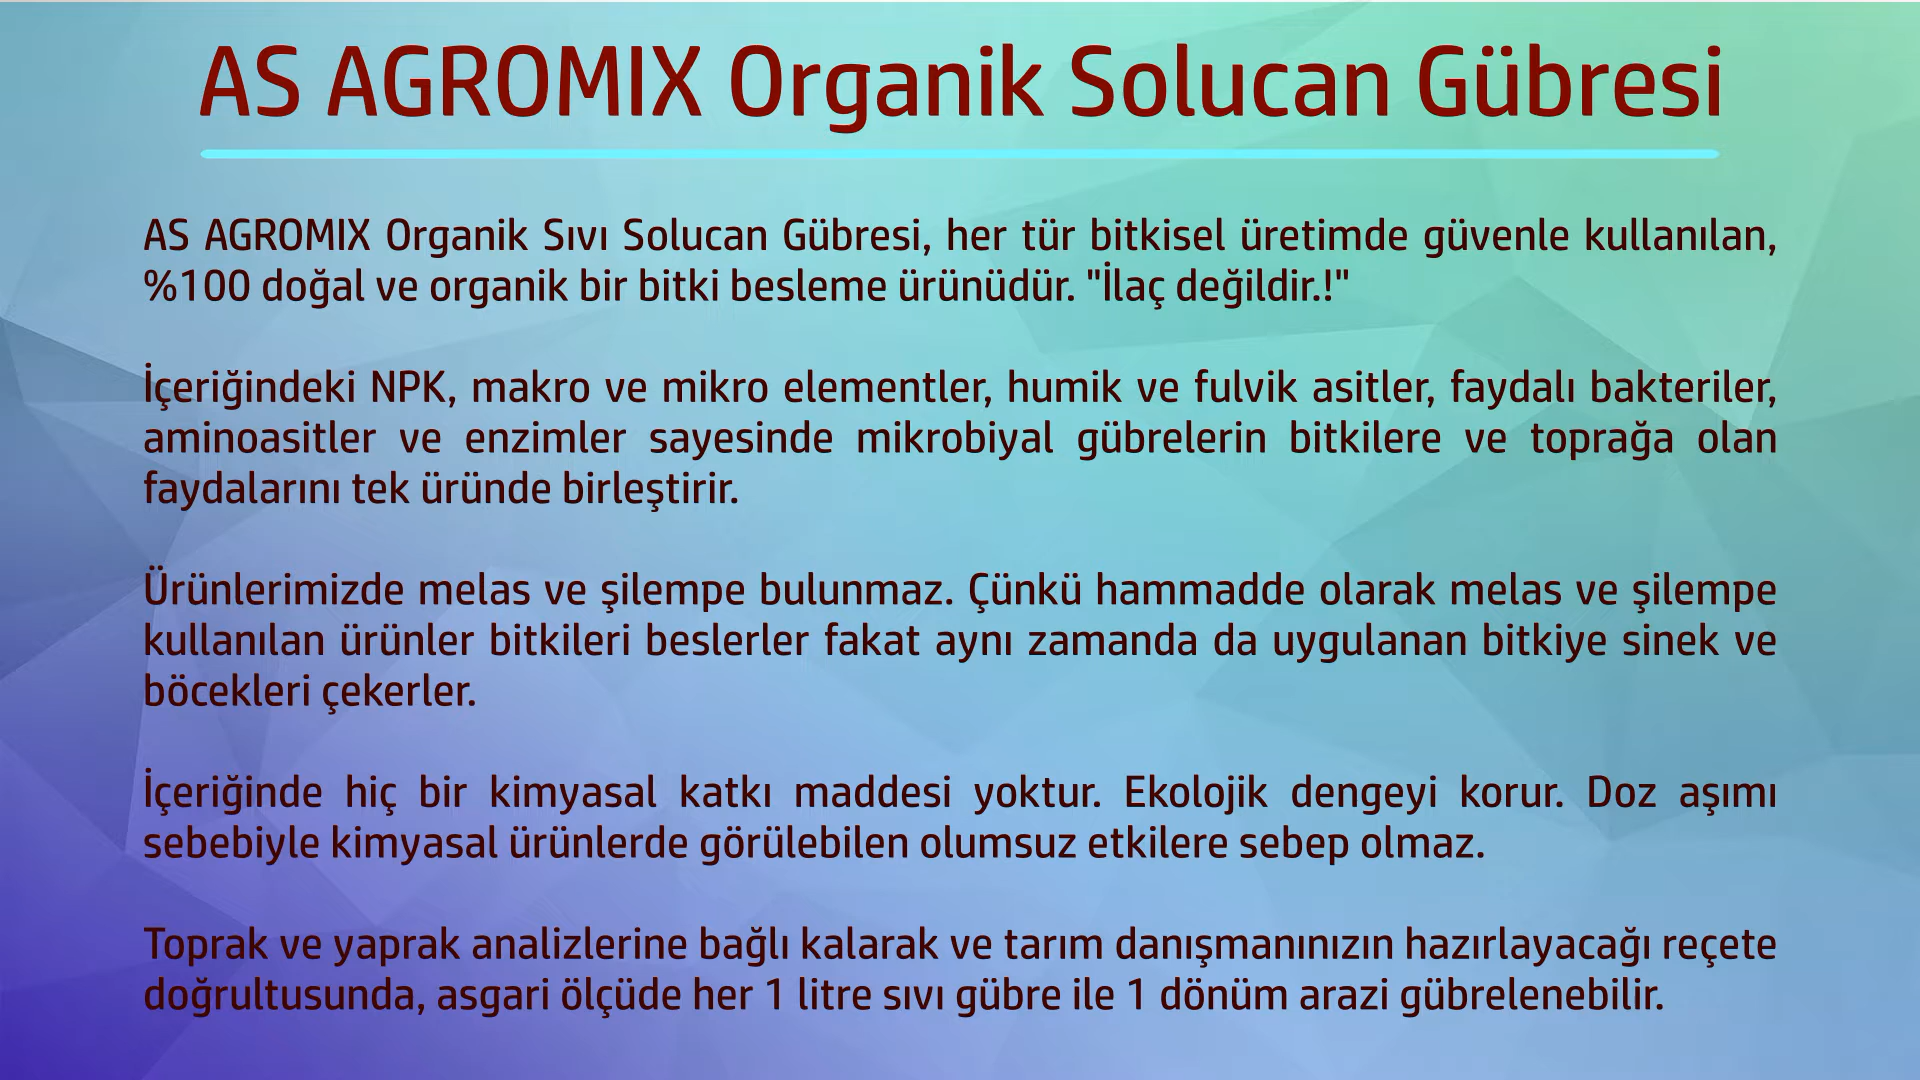 AS AGROMIX Organik Solucan Gübresi
AS AGROMIX Organik Sıvı Solucan Gübresi, her tür bitkisel üretimde güvenle kullanılan,
%100 doğal ve organik bir bitki besleme ürünüdür. "İlaç değildir.!"
İçeriğindeki NPK, makro ve mikro elementler, humik ve fulvik asitler, faydalı bakteriler,
aminoasitler ve enzimler sayesinde mikrobiyal gübrelerin bitkilere ve toprağa olan
faydalarını tek üründe birleştirir.
Ürünlerimizde melas ve şilempe bulunmaz. Çünkü hammadde olarak melas ve şilempe
kullanılan ürünler bitkileri beslerler fakat aynı zamanda da uygulanan bitkiye sinek ve
böcekleri çekerler.
İçeriğinde hiç bir kimyasal katkı maddesi yoktur. Ekolojik dengeyi korur. Doz aşımı
sebebiyle kimyasal ürünlerde görülebilen olumsuz etkilere sebep olmaz.
Toprak ve yaprak analizlerine bağlı kalarak ve tarım danışmanınızın hazırlayacağı reçete
doğrultusunda, asgari ölçüde her 1 litre sıvı gübre ile 1 dönüm arazi gübrelenebilir.